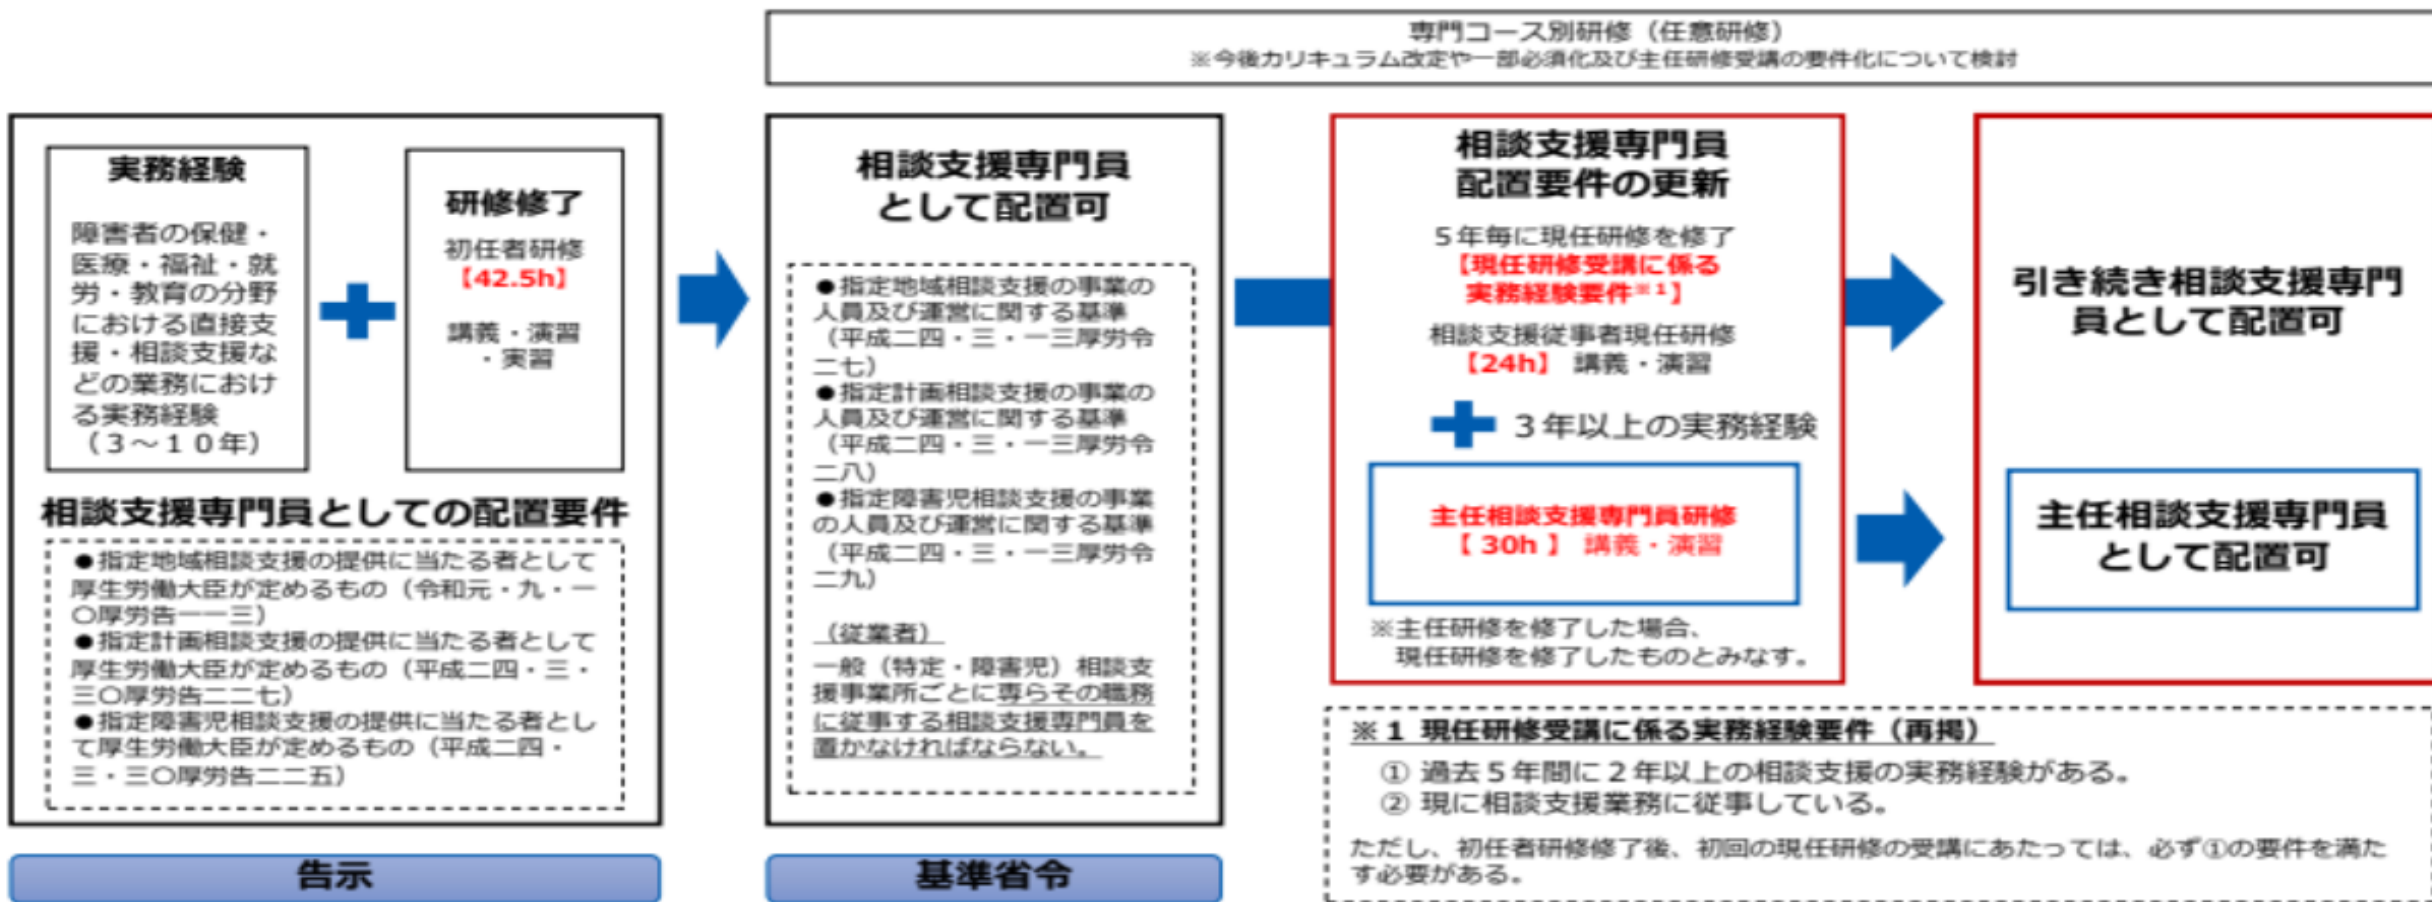 専門コース別研修（任意研修）
※今後カリキュラム改定や一部必須化及び主任研修受講の要件化について検討
実務経験
障害者の保健・
医療・福祉・就
労・教育の分野
における直接支
援・相談支援な
どの業務におけ
る実務経験
（３～１０年）
研修修了
初任者研修
【42.5h】
講義・演習
・実習
相談支援専門員としての配置要件
●指定地域相談支援の提供に当たる者として
厚生労働大臣が定めるもの（令和元・九・一
〇厚労告一一三）
●指定計画相談支援の提供に当たる者として
厚生労働大臣が定めるもの（平成二四・三・
三〇厚労告二二七）
●指定障害児相談支援の提供に当たる者とし
て厚生労働大臣が定めるもの（平成二四・
三・三〇厚労告二二五）
告示
相談支援専門員
として配置可
●指定地域相談支援の事業の
人員及び運営に関する基準
（平成二四・三・一三厚労令
二七）
●指定計画相談支援の事業の
人員及び運営に関する基準
（平成二四・三・一三厚労令
二八）
●指定障害児相談支援の事業
の人員及び運営に関する基準
（平成二四・三・一三厚労令
二九）
（従業者）
一般（特定・障害児）相談支
援事業所ごとに専らその職務
に従事する相談支援専門員を
置かなければならない。
基準省令
相談支援専門員
配置要件の更新
５年毎に現任研修を修了
【現任研修受講に係る
実務経験要件※１】
相談支援従事者現任研修
【24h】 講義・演習
３年以上の実務経験
主任相談支援専門員研修
【 30h 】 講義・演習
※主任研修を修了した場合、
現任研修を修了したものとみなす。
引き続き相談支援専門
員として配置可
主任相談支援専門員
として配置可
※１ 現任研修受講に係る実務経験要件（再掲）
① 過去５年間に２年以上の相談支援の実務経験がある。
② 現に相談支援業務に従事している。
ただし、初任者研修修了後、初回の現任研修の受講にあたっては、必ず①の要件を満た
す必要がある。